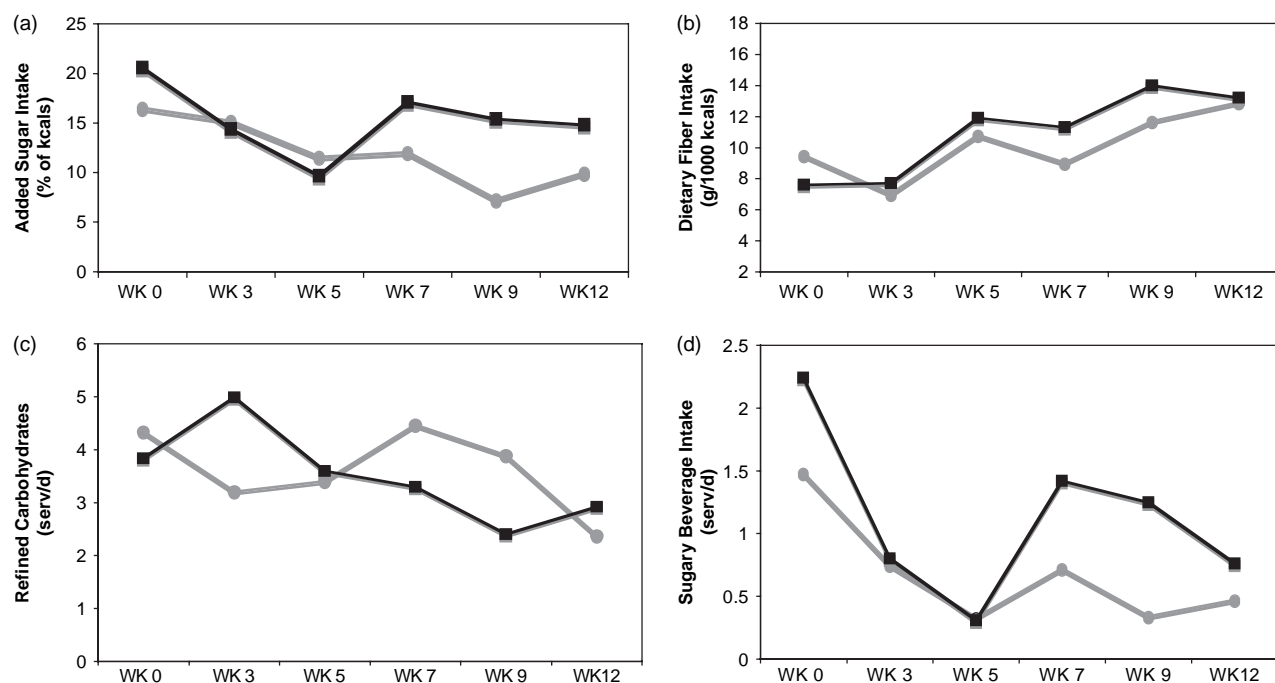 (a)
Added Sugar Intake
(% of kcals)
25
20
15
10
5
0
WK 0 WK 3 WK 5 WK 7 WK 9 WK12
(b)
Dietary Fiber Intake
(g/1000 kcals)
18
16
14
12
10
8
6
4
2
WK 0 WK 3 WK 5 WK 7 WK 9 WK12
(c)
Refined Carbohydrates
(serv/d)
6
5
4
3
2
1
0
WK 0 WK 3 WK 5 WK 7 WK 9 WK12
(d)
Sugary Beverage Intake
(serv/d)
2.5
2
1.5
1
0.5
0
WK 0 WK 3 WK 5 WK 7 WK 9 WK12